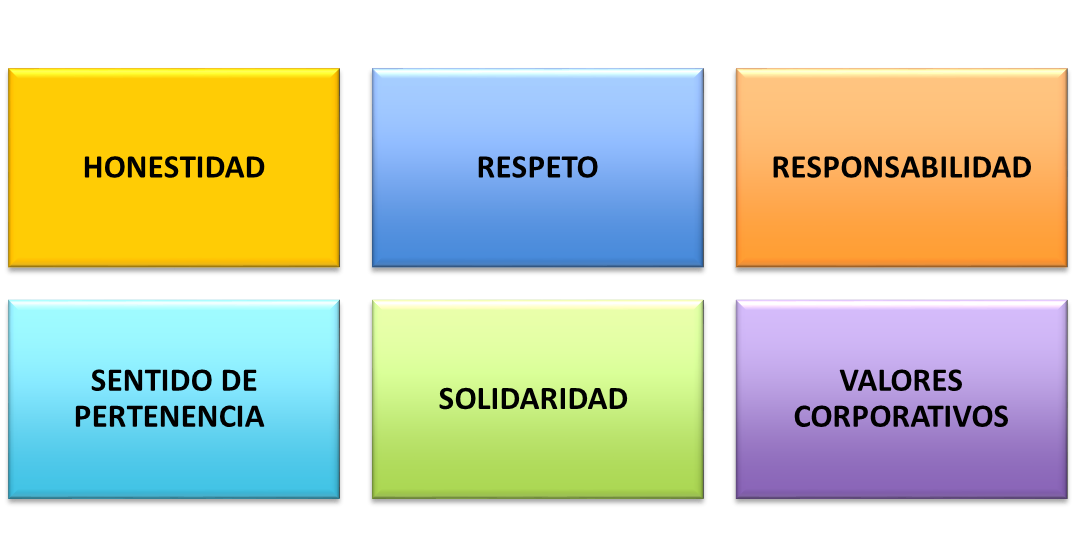 HONESTIDAD
RESPETO
RESPONSABILIDAD
SENTIDO DE
PERTENENCIA
SOLIDARIDAD
VALORES
CORPORATIVOS